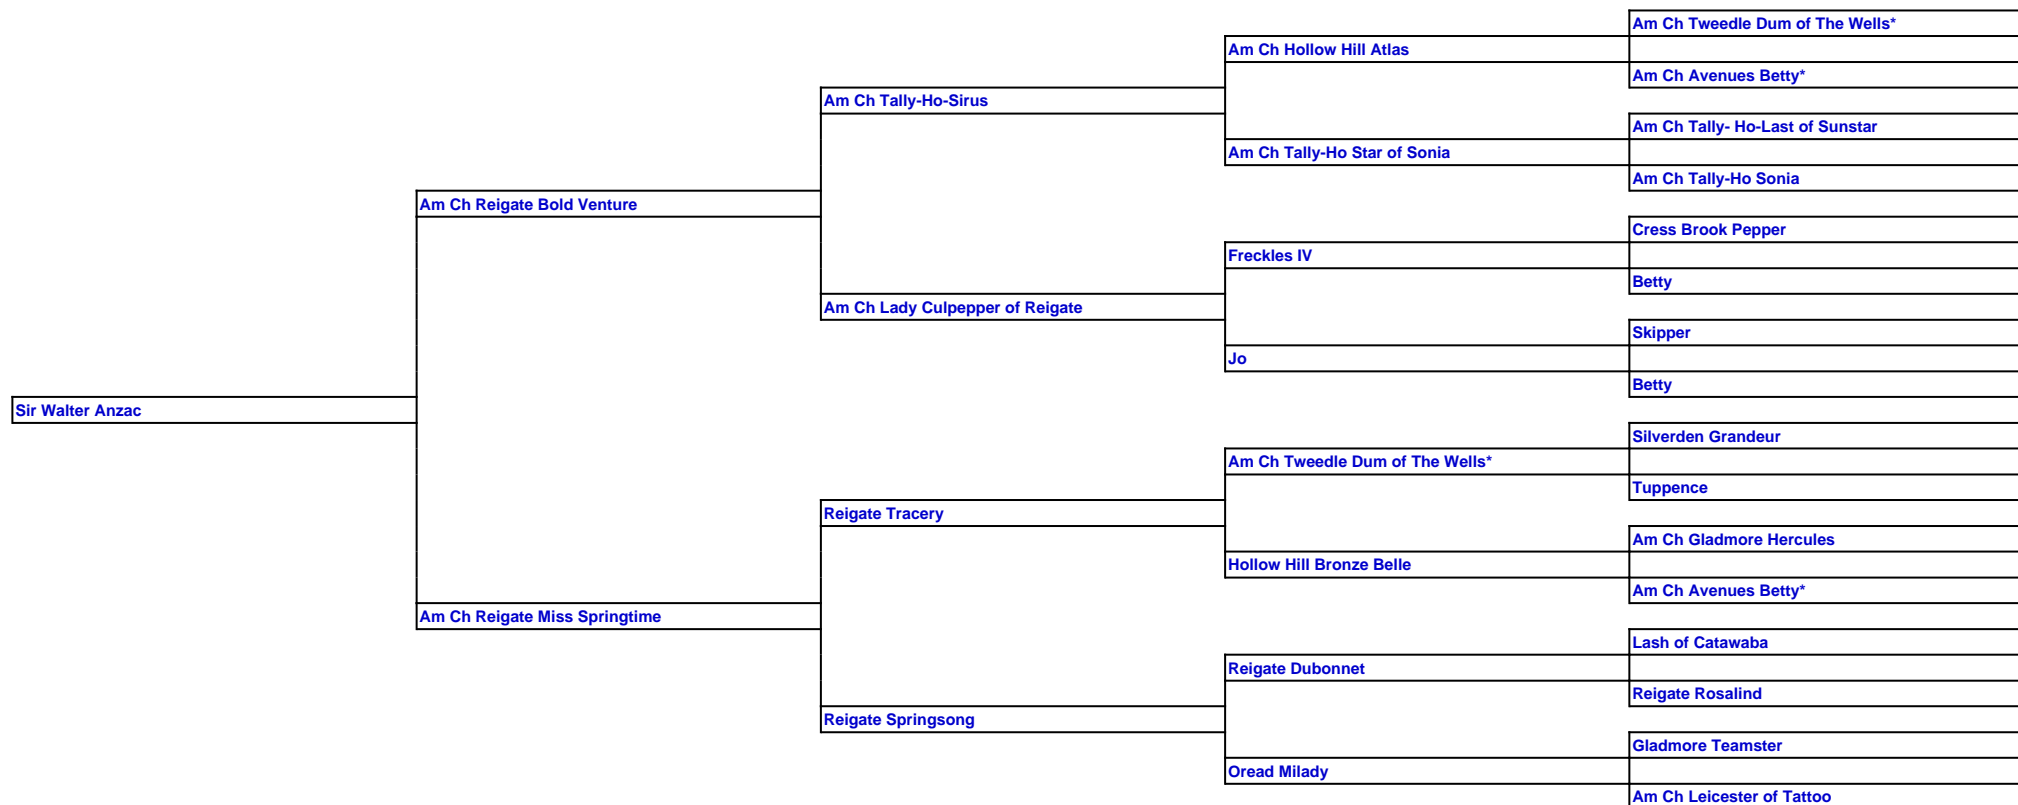 Am Ch Tweedle Dum of The Wells*
Am Ch Hollow Hill Atlas
Am Ch Avenues Betty*
Am Ch Tally-Ho-Sirus
Am Ch Tally- Ho-Last of Sunstar
Am Ch Tally-Ho Star of Sonia
Am Ch Tally-Ho Sonia
Am Ch Reigate Bold Venture
Cress Brook Pepper
Freckles IV
Betty
Am Ch Lady Culpepper of Reigate
Skipper
Jo
Betty
Sir Walter Anzac
Silverden Grandeur
Am Ch Tweedle Dum of The Wells*
Tuppence
Reigate Tracery
Am Ch Gladmore Hercules
Hollow Hill Bronze Belle
Am Ch Avenues Betty*
Am Ch Reigate Miss Springtime
Lash of Catawaba
Reigate Dubonnet
Reigate Rosalind
Reigate Springsong
Gladmore Teamster
Oread Milady
Am Ch Leicester of Tattoo